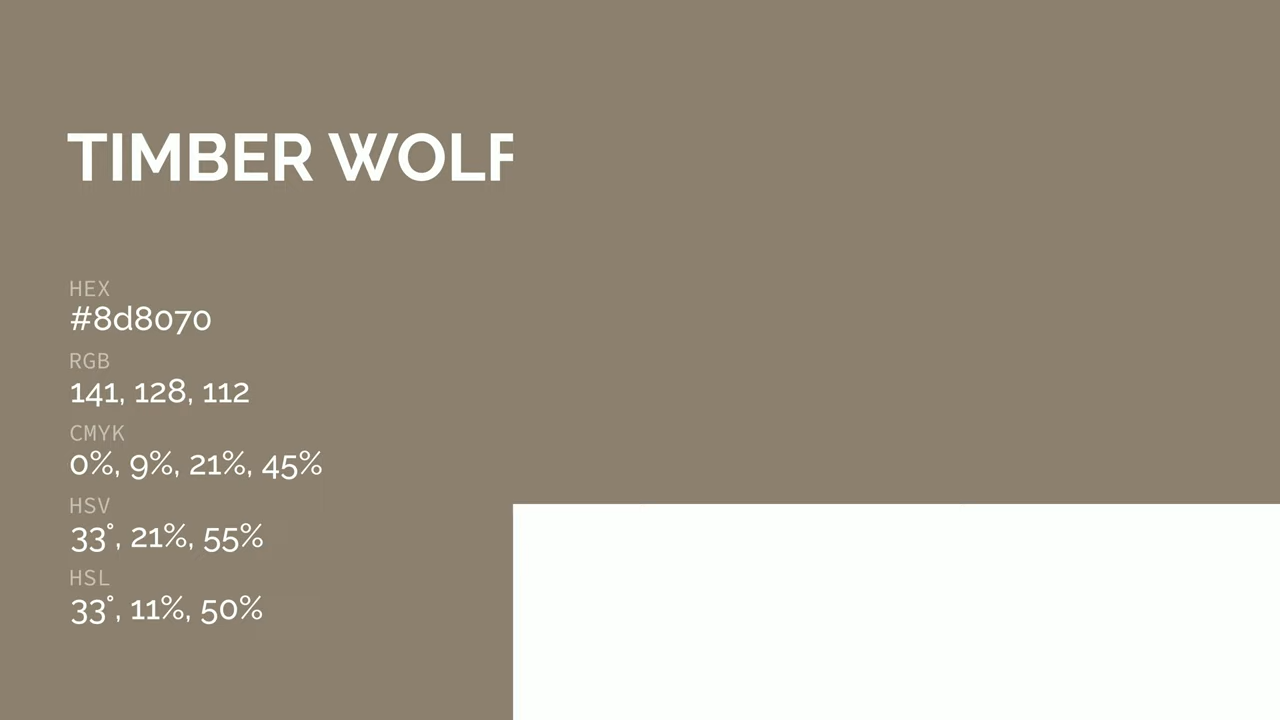 TIMBER WOLF
HEX
#8d8070
RGB
141, 128, 112
CMYK
0%, 9%, 21%, 45%
HSV
33°, 21%, 55%
HSL
33°, 11%, 50%